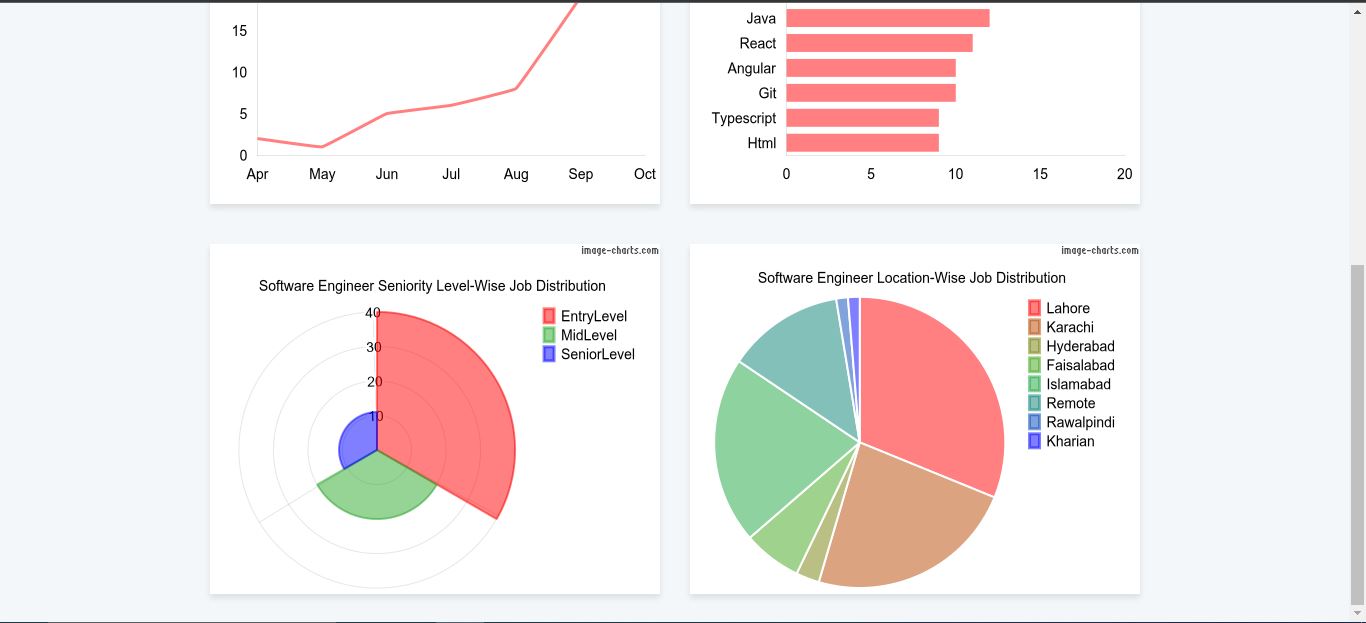 15
10
5
0
Apr May Jun Jul Aug Sep Oct
Java
React
Angular
Git
Typescript
Html
0 5 10 15 20
image-charts.com
Software Engineer Seniority Level-Wise Job Distribution
40
30
20
10
EntryLevel
MidLevel
SeniorLevel
image-charts.com
Software Engineer Location-Wise Job Distribution
Lahore
Karachi
Hyderabad
Faisalabad
Islamabad
Remote
Rawalpindi
Kharian